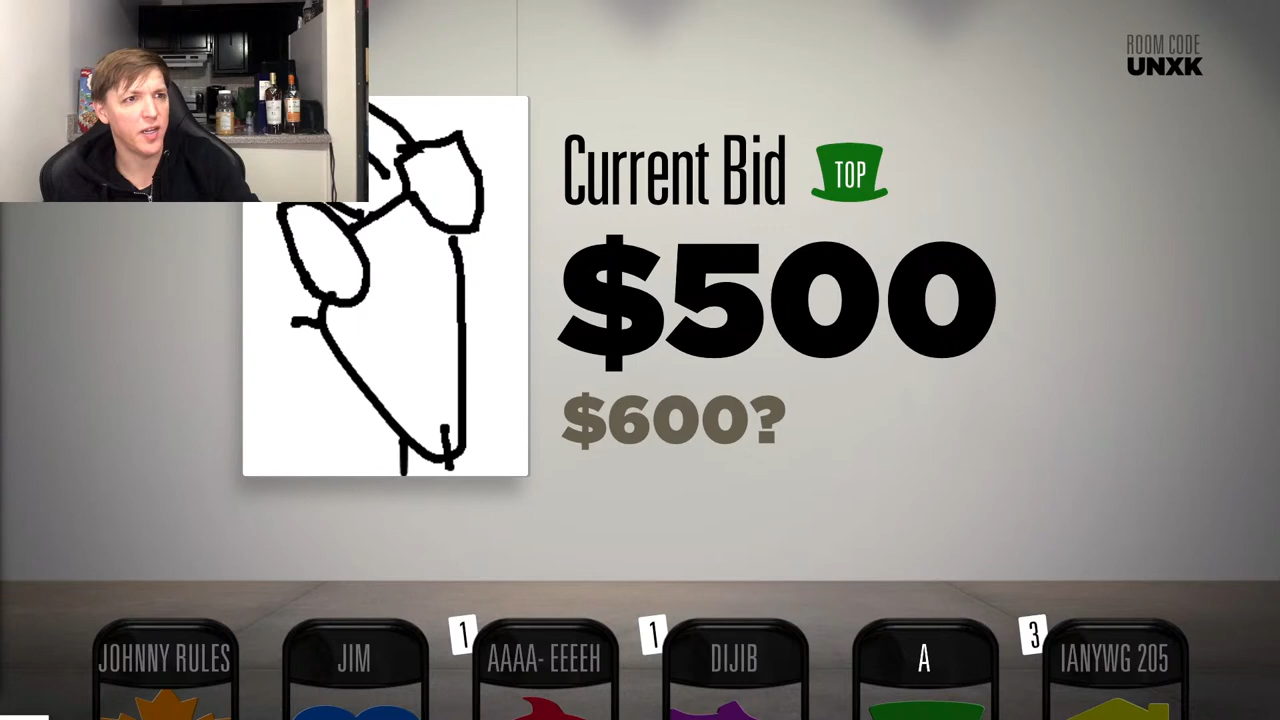 ROOM CODE
UNXK
Current Bid
TOP
$500
$600?
1
1
3
JOHNNY RULES
JIM
AAAA- EEEEH
DIJIB
A
IANYWG 205